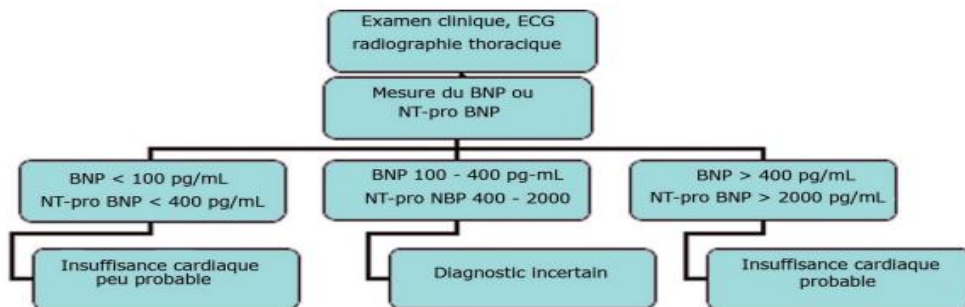 Examen clinique, ECG
radiographie thoracique
Mesure du BNP ou
NT-pro BNP
BNP < 100 pg/mL
NT-pro BNP < 400 pg/mL
BNP 100 - 400 pg-mL
NT-pro NBP 400 - 2000
BNP > 400 pg/mL
NT-pro BNP > 2000 pg/mL
Insuffisance cardiaque
peu probable
Diagnostic incertain
Insuffisance cardiaque
probable